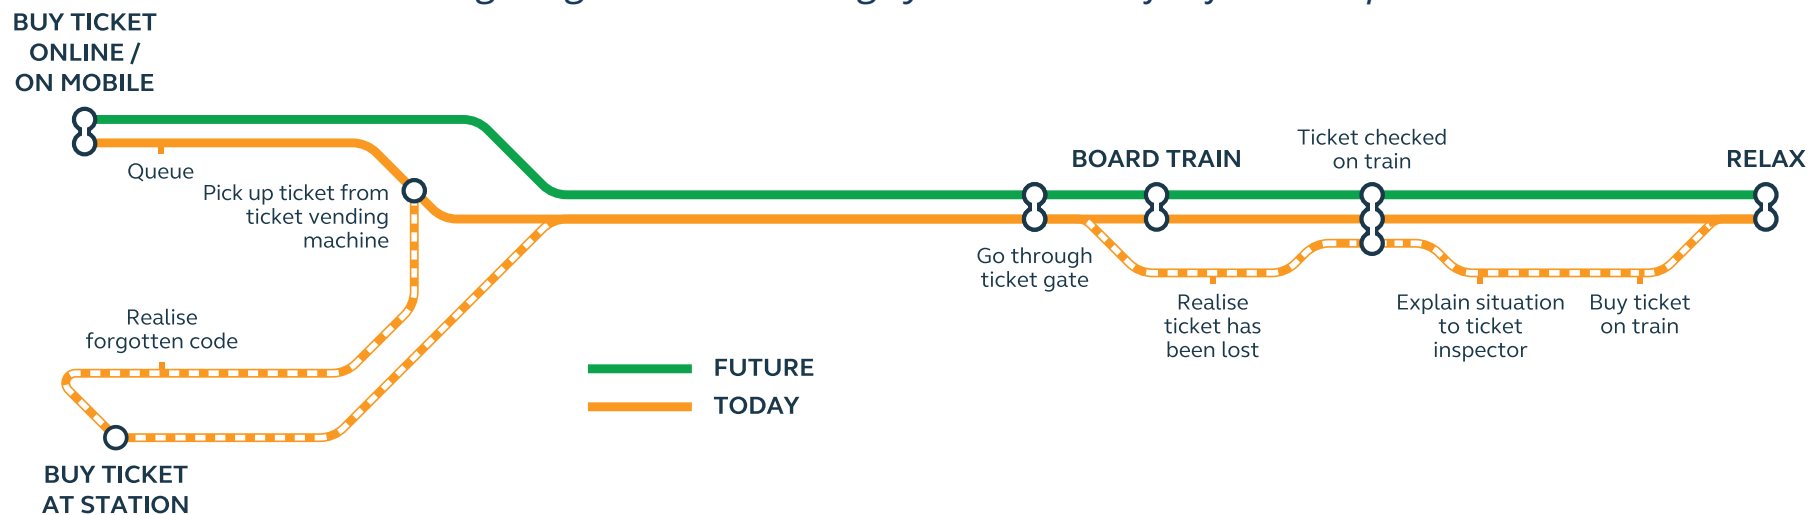 BUY TICKET
ONLINE /
ON MOBILE
Queue
Pick up ticket from
ticket vending
machine
Realise
forgotten code
BUY TICKET
AT STATION
FUTURE
TODAY
Go through
ticket gate
BOARD TRAIN
Realise
ticket has
been lost
Ticket checked
on train
Explain situation
to ticket
inspector
Buy ticket
on train
RELAX